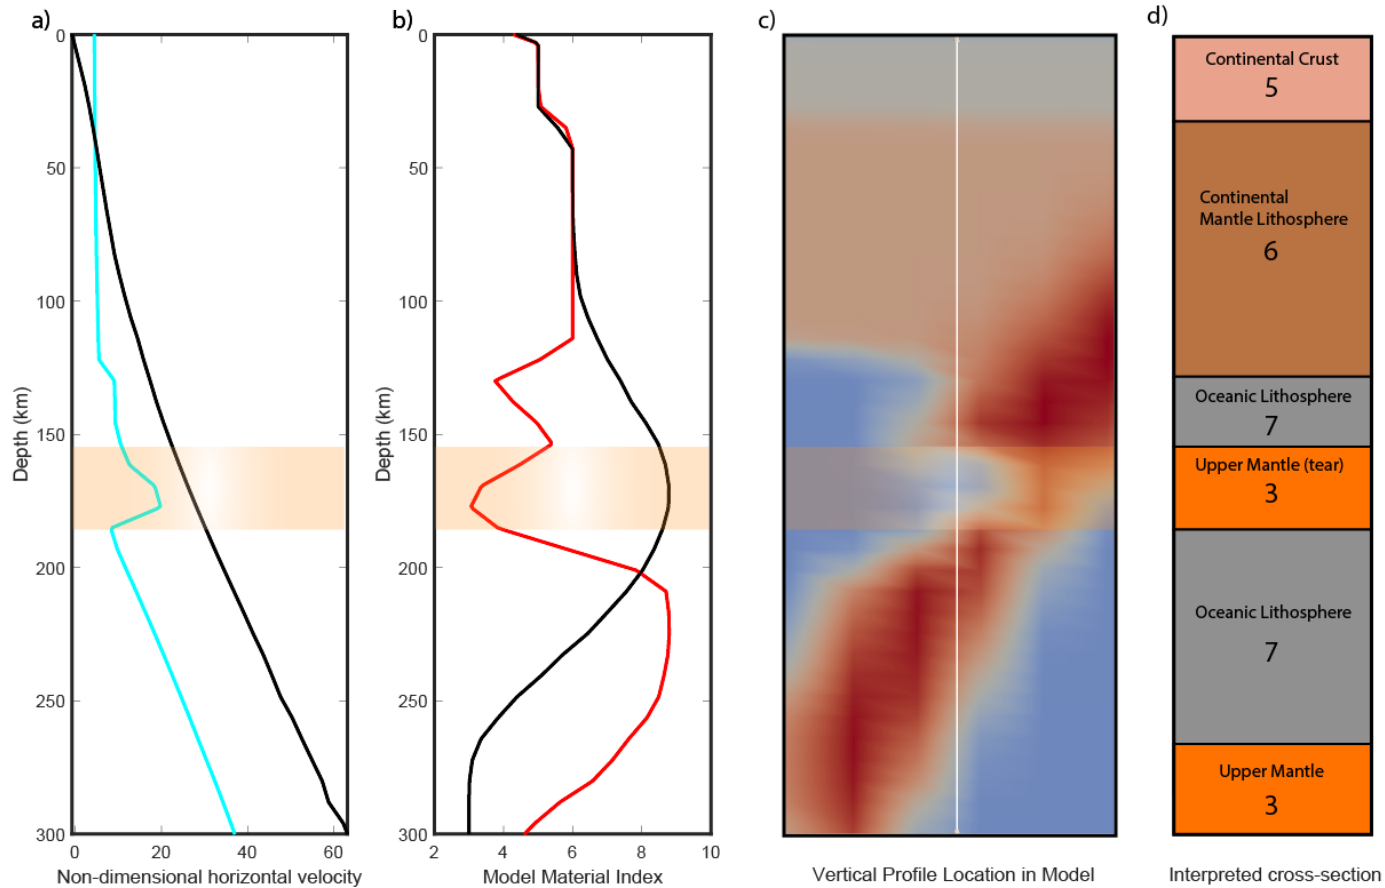 a)
b)
c)
d)
0
50
100
150
200
250
300
Depth (km)
0
20
40
60
Non-dimensional horizontal velocity
0
50
100
150
200
250
300
Depth (km)
2
4
6
8
10
Model Material Index
Vertical Profile Location in Model
Continental Crust
5
Continental
Mantle Lithosphere
6
Oceanic Lithosphere
7
Upper Mantle (tear)
3
Oceanic Lithosphere
7
Upper Mantle
3
Interpreted cross-section